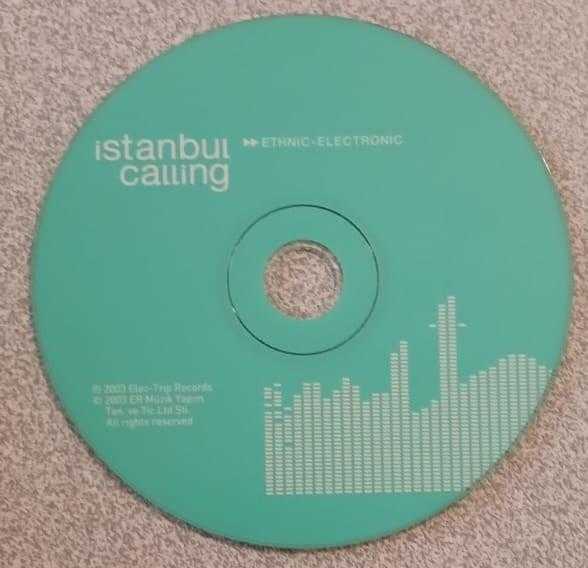 istanbul
calling
ETHNIC-ELECTRONIC
℗ 2003 Elec-Trip Records
© 2003 ER Müzik Yapım
Tan. ve Tic.Ltd Şti.
All rights reserved